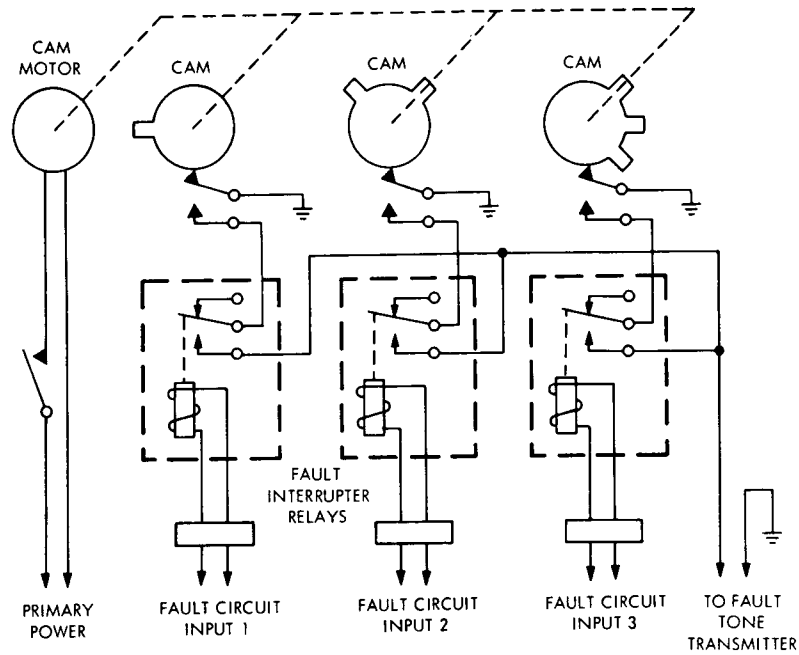 CAM
MOTOR
CAM
CAM
CAM
FAULT
INTERRUPTER
RELAYS
PRIMARY
POWER
FAULT CIRCUIT
INPUT 1
FAULT CIRCUIT
INPUT 2
FAULT CIRCUIT
INPUT 3
TO FAULT
TONE
TRANSMITTER